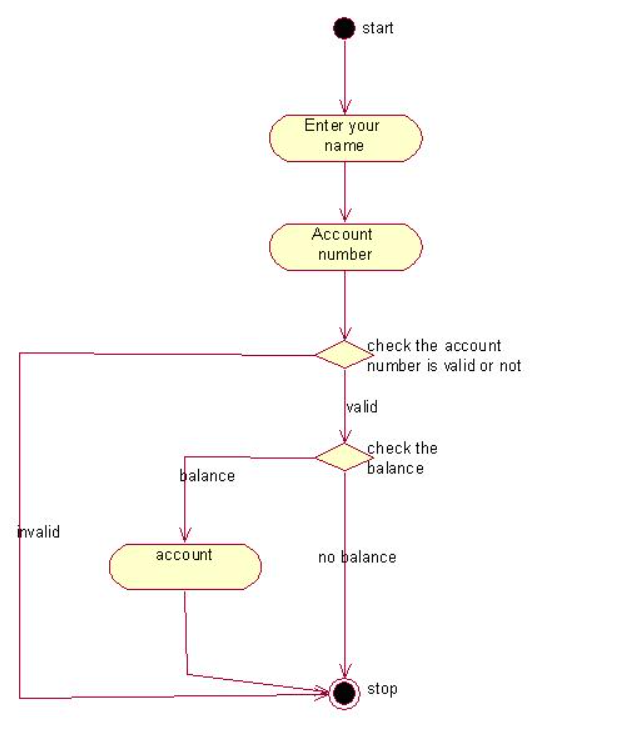 start
Enter your
name
Account
number
check the account
number is valid or not
valid
check the
balance
balance
invalid
account
no balance
stop